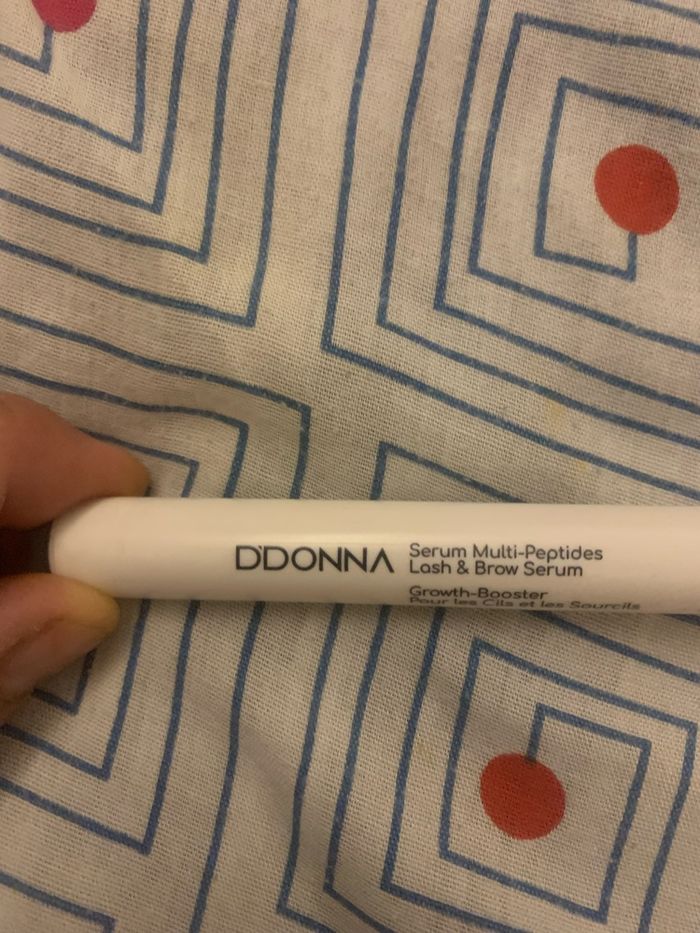 D'DONNA
Serum Multi-Peptides
Lash & Brow Serum
Growth-Booster
Pour les Cils et les Sourcils